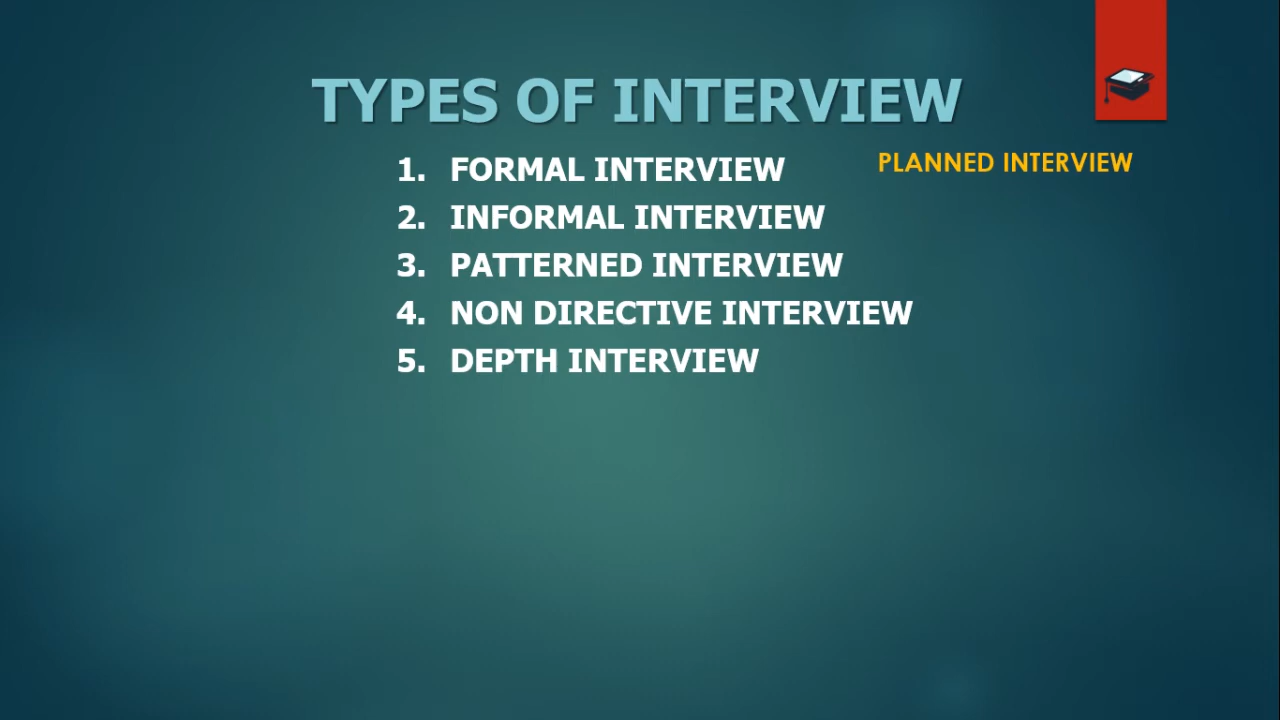 TYPES OF INTERVIEW
1. FORMAL INTERVIEW
PLANNED INTERVIEW
2. INFORMAL INTERVIEW
3. PATTERNED INTERVIEW
4. NON DIRECTIVE INTERVIEW
5. DEPTH INTERVIEW